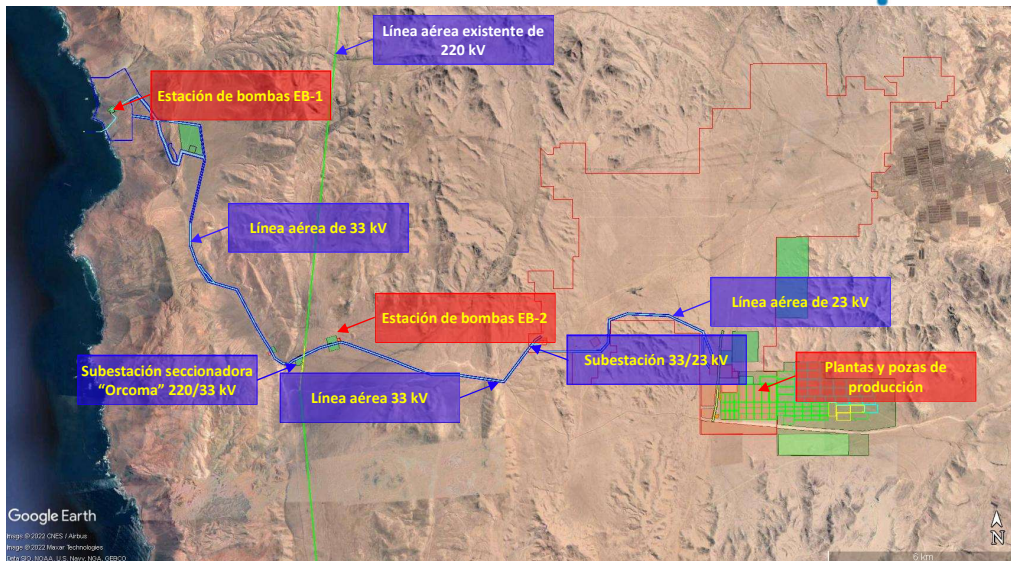 Línea aérea existente de
220 kV
Estación de bombas EB-1
Línea aérea de 33 kV
Línea aérea de 23 kV
Estación de bombas EB-2
Subestación 33/23 kV
Subestación seccionadora
“Orcoma” 220/33 kV
Línea aérea 33 kV
Plantas y pozas de
producción
Google Earth
Image © 2022 CNES / Airbus
Image © 2022 Maxar Technologies
Data SIO, NOAA, U.S. Navy, NGA, GEBCO
N
6 km